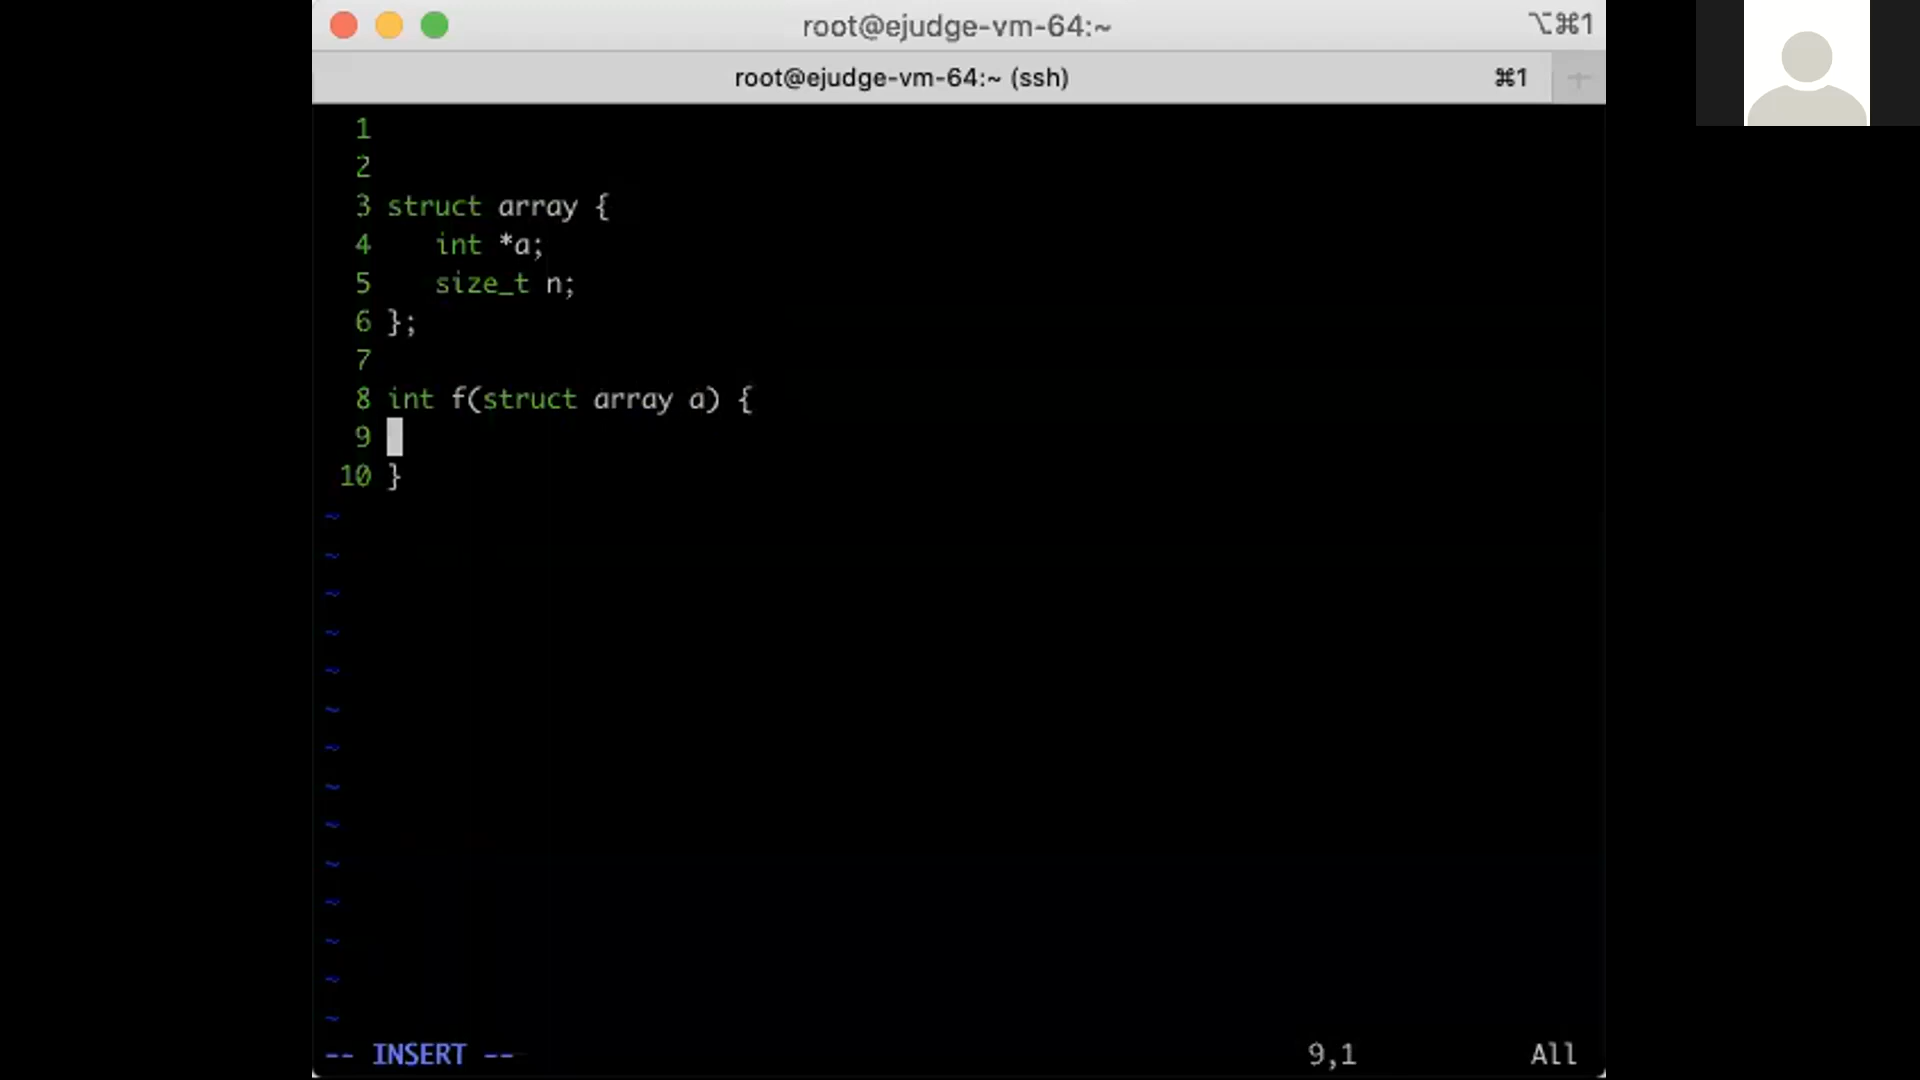 root@ejudge-vm-64:~ ⌥⌘1
root@ejudge-vm-64:~ (ssh) ⌘1 +
1
2
3 struct array {
4    int *a;
5    size_t n;
6 };
7
8 int f(struct array a) {
9
10 }
~
~
~
~
~
~
~
~
~
~
~
~
~
~
-- INSERT -- 9,1 All